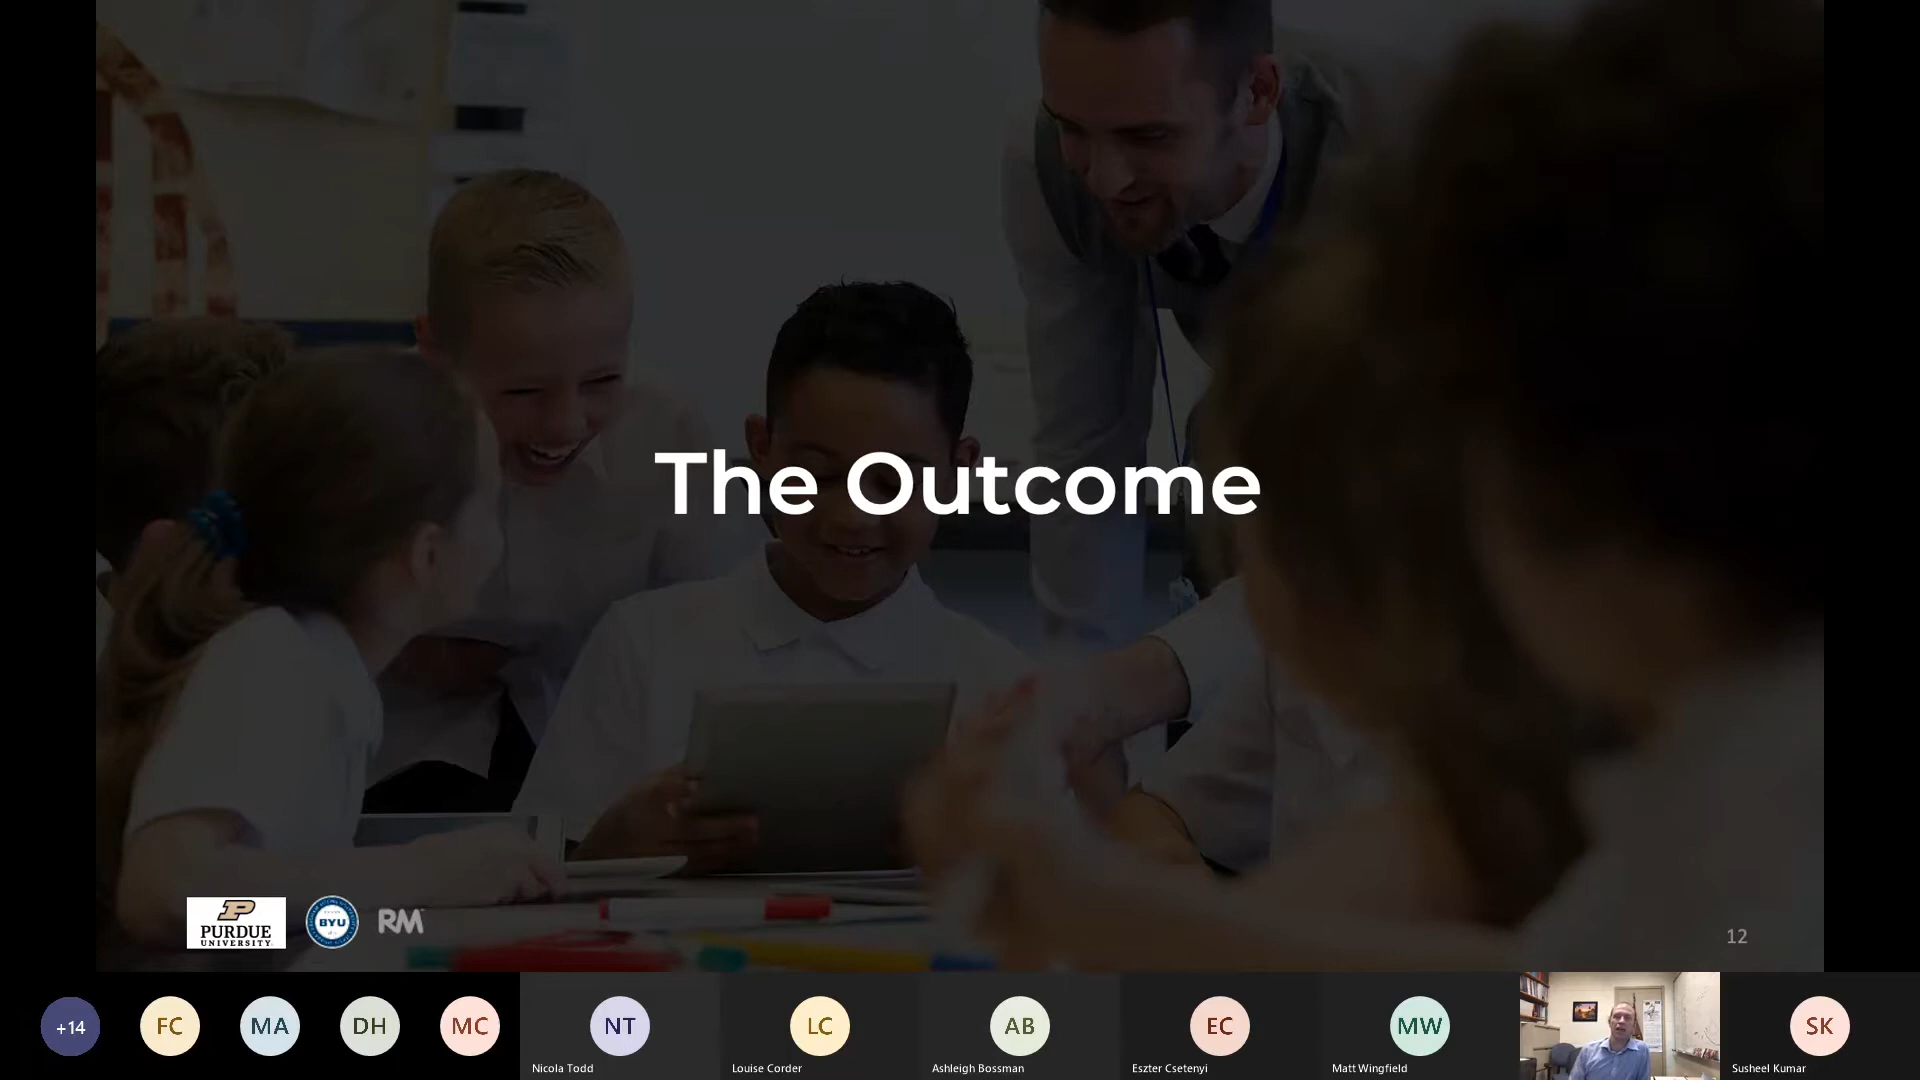 The Outcome
PURDUE
UNIVERSITY
BYU
RM
12
+14
FC
MA
DH
MC
NT
LC
AB
EC
MW
SK
Nicola Todd
Louise Corder
Ashleigh Bossman
Eszter Csetenyi
Matt Wingfield
Susheel Kumar